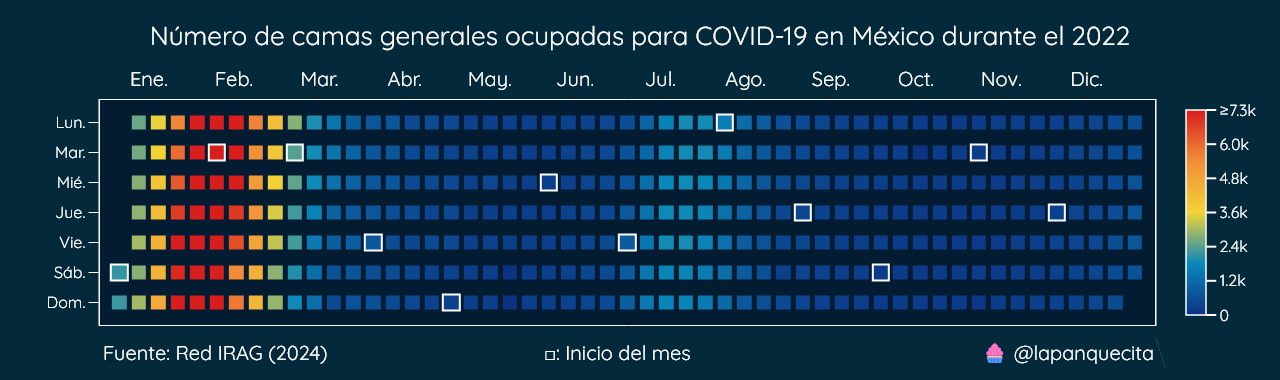 Número de camas generales ocupadas para COVID-19 en México durante el 2022
Ene. Feb. Mar. Abr. May. Jun. Jul. Ago. Sep. Oct. Nov. Dic.
Lun.
Mar.
Mié.
Jue.
Vie.
Sáb.
Dom.
≥7.3k
6.0k
4.8k
3.6k
2.4k
1.2k
0
Fuente: Red IRAG (2024)
□: Inicio del mes
@lapanquecita